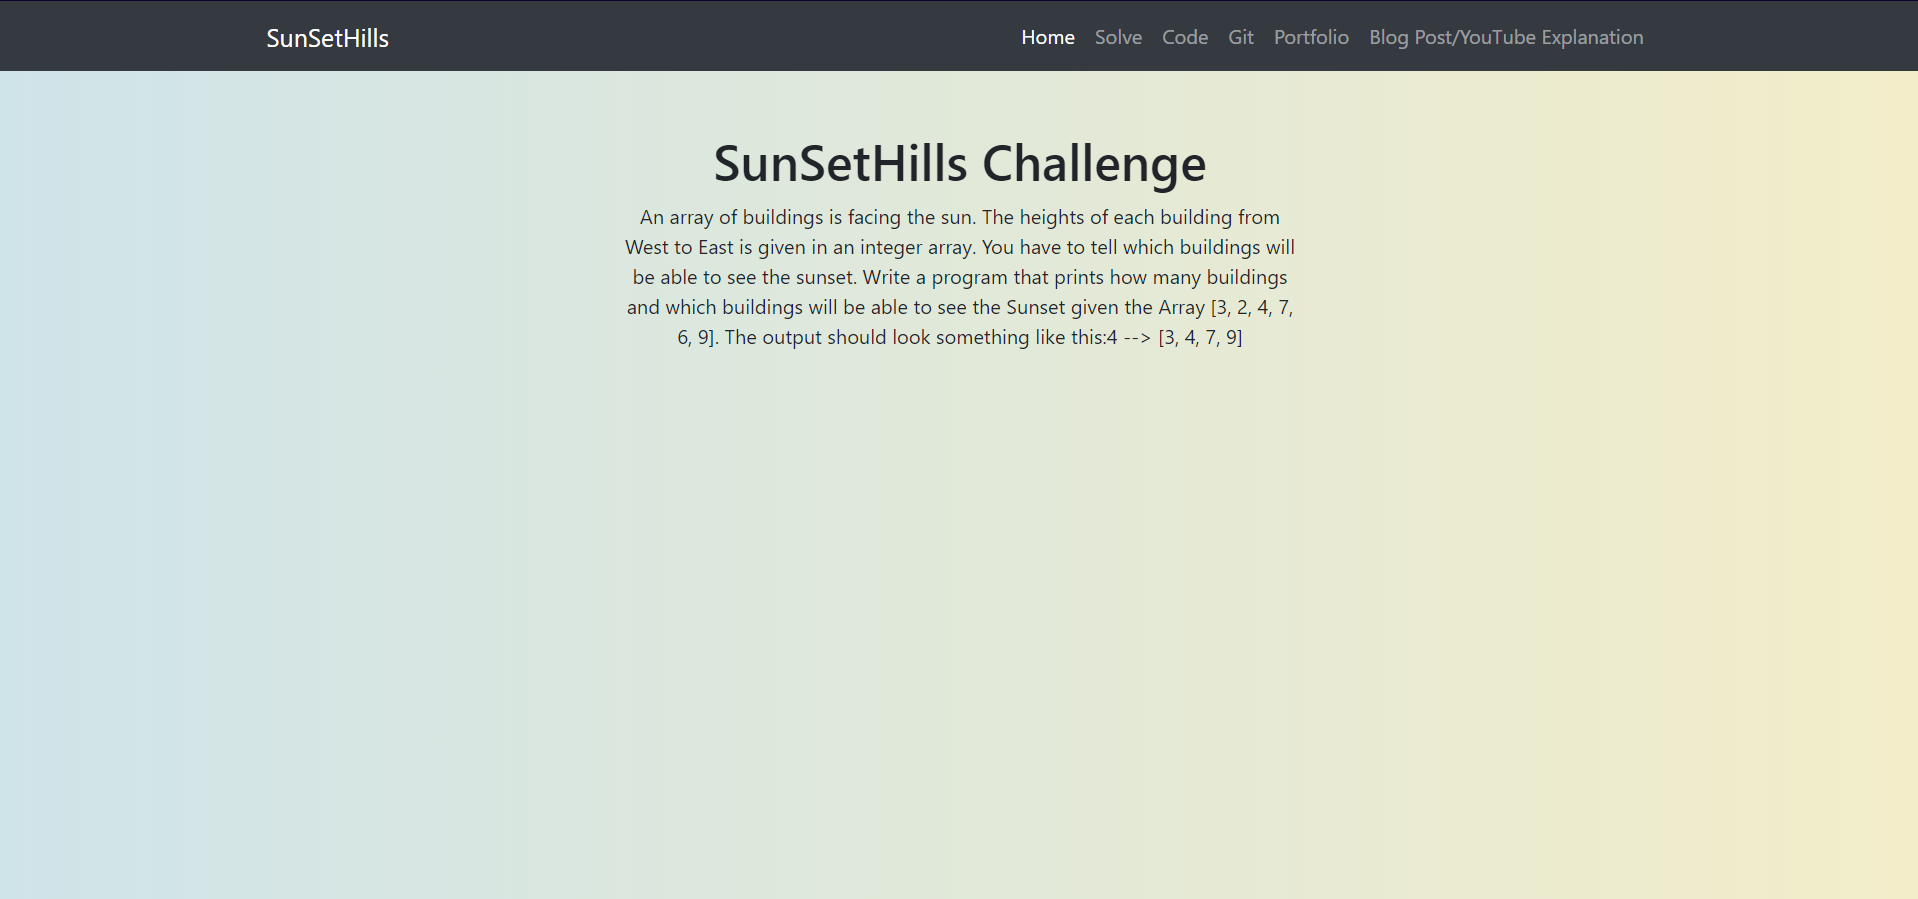 SunSetHills
Home Solve Code Git Portfolio Blog Post/YouTube Explanation
SunSetHills Challenge
An array of buildings is facing the sun. The heights of each building from
West to East is given in an integer array. You have to tell which buildings will
be able to see the sunset. Write a program that prints how many buildings
and which buildings will be able to see the Sunset given the Array [3, 2, 4, 7,
6, 9]. The output should look something like this:4 --> [3, 4, 7, 9]